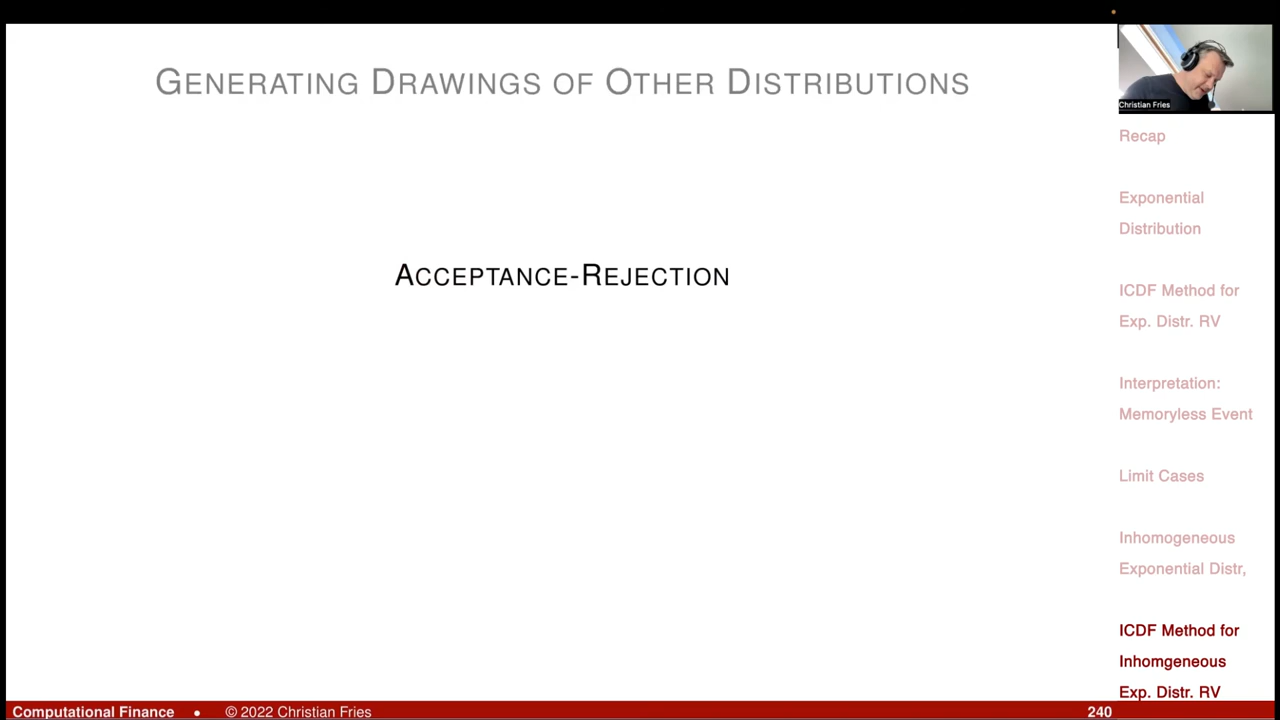 GENERATING DRAWINGS OF OTHER DISTRIBUTIONS
ACCEPTANCE-REJECTION
Christian Fries
Recap
Exponential
Distribution
ICDF Method for
Exp. Distr. RV
Interpretation:
Memoryless Event
Limit Cases
Inhomogeneous
Exponential Distr,
ICDF Method for
Inhomgeneous
Exp. Distr. RV
Computational Finance • © 2022 Christian Fries 240